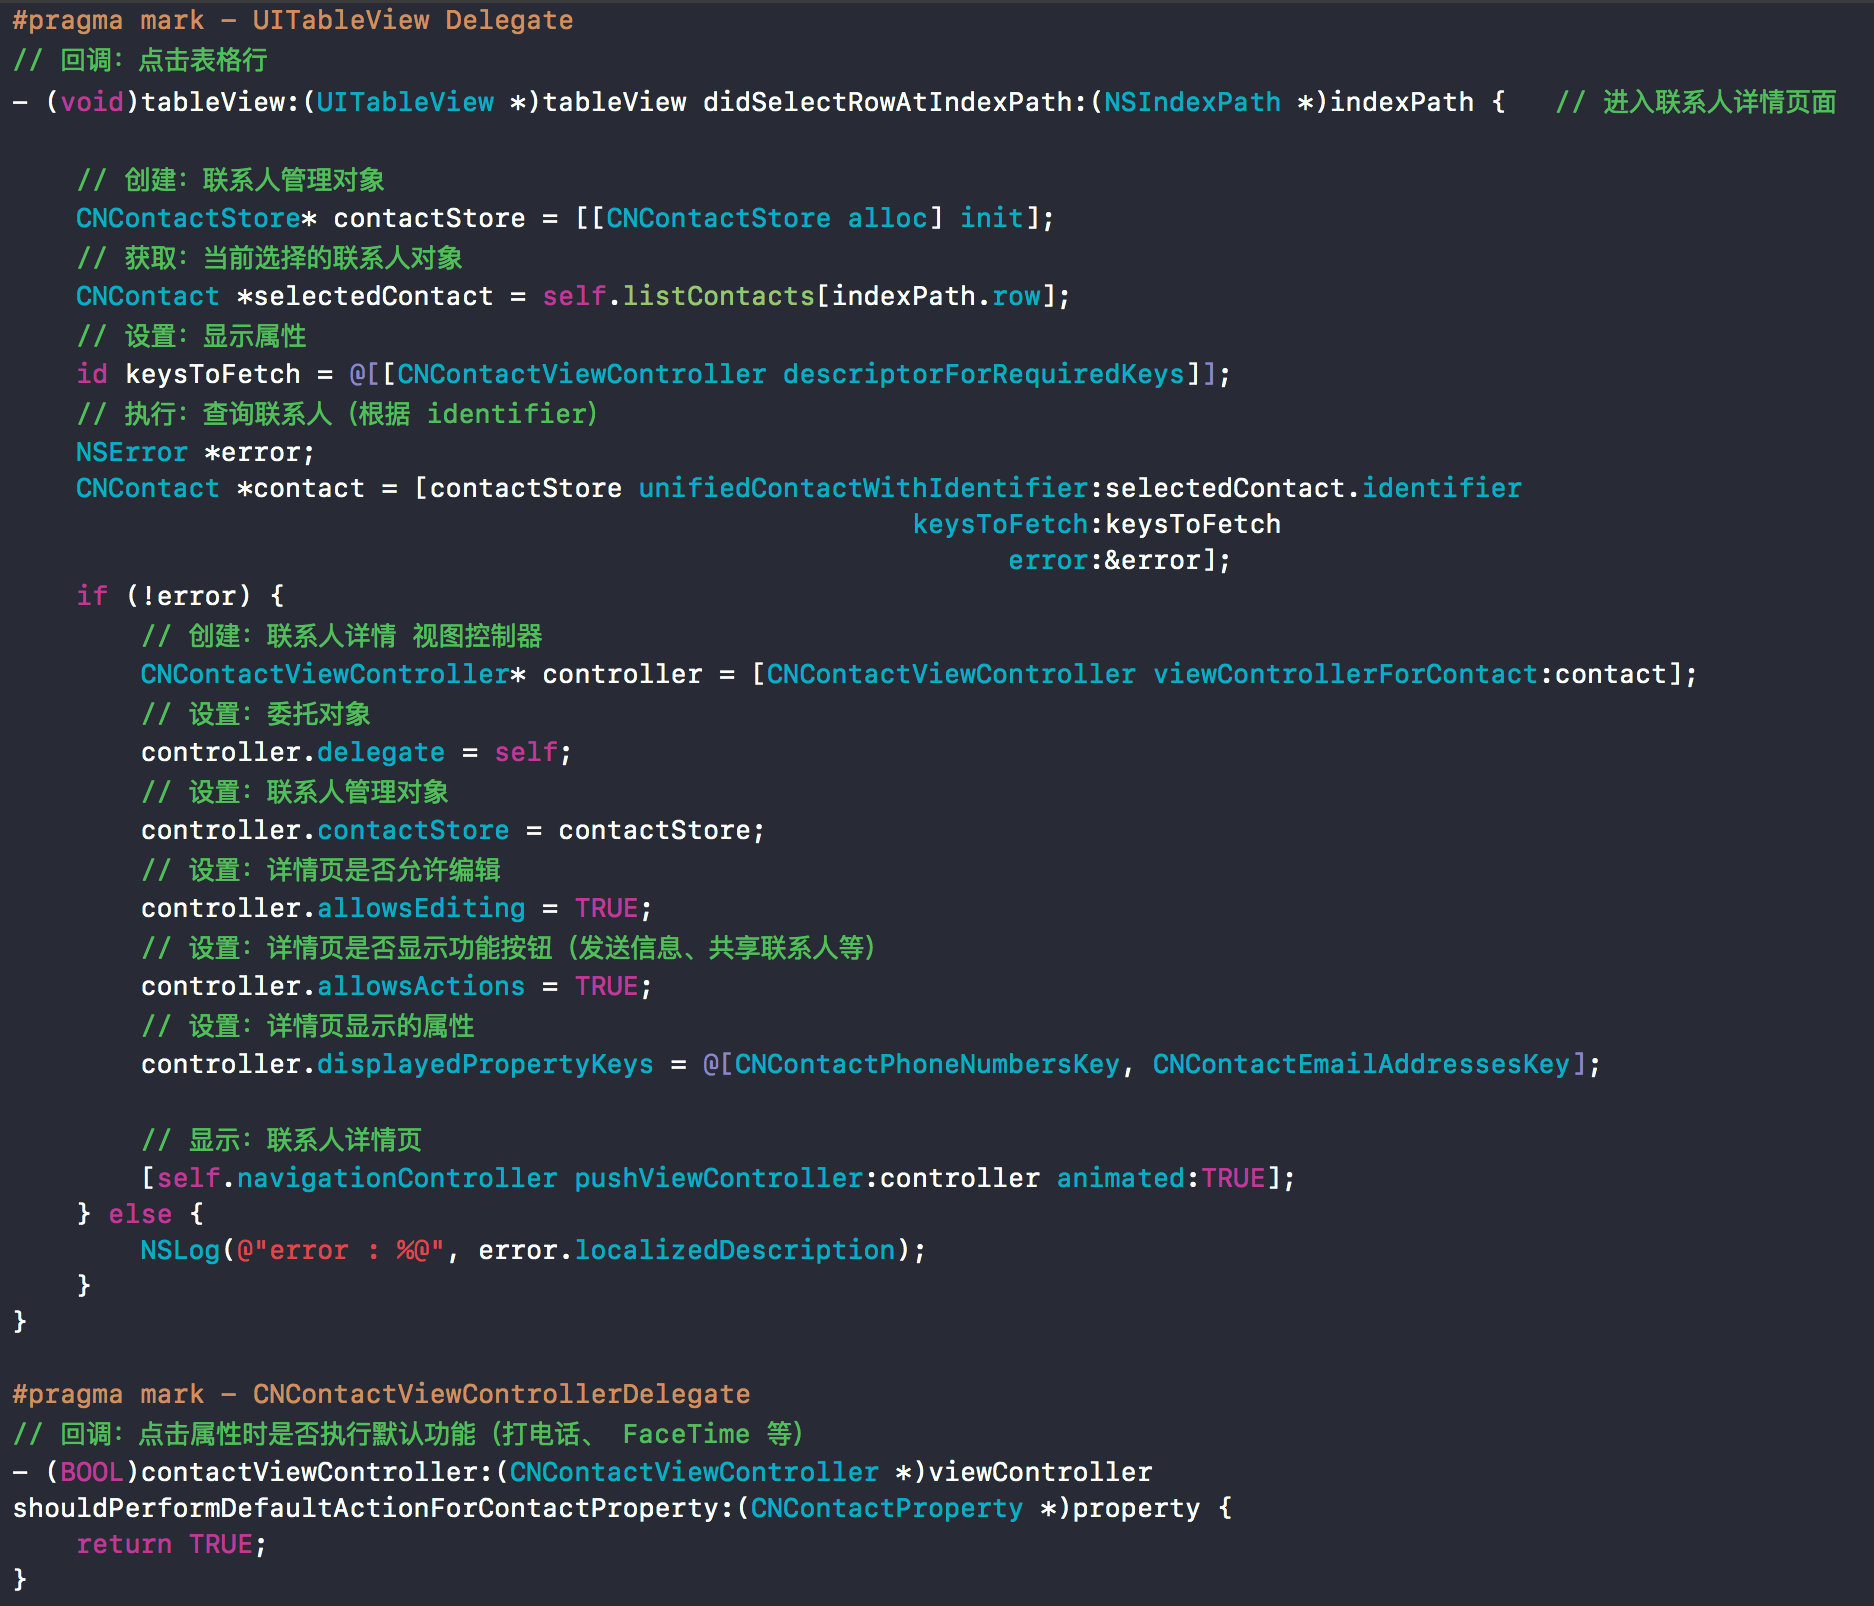 #pragma mark – UITableView Delegate
// 回调：点击表格行
– (void)tableView:(UITableView *)tableView didSelectRowAtIndexPath:(NSIndexPath *)indexPath {   // 进入联系人详情页面
    // 创建：联系人管理对象
    CNContactStore* contactStore = [[CNContactStore alloc] init];
    // 获取：当前选择的联系人对象
    CNContact *selectedContact = self.listContacts[indexPath.row];
    // 设置：显示属性
    id keysToFetch = @[[CNContactViewController descriptorForRequiredKeys]];
    // 执行：查询联系人（根据 identifier）
    NSError *error;
    CNContact *contact = [contactStore unifiedContactWithIdentifier:selectedContact.identifier
                                                        keysToFetch:keysToFetch
                                                              error:&error];
    if (!error) {
        // 创建：联系人详情 视图控制器
        CNContactViewController* controller = [CNContactViewController viewControllerForContact:contact];
        // 设置：委托对象
        controller.delegate = self;
        // 设置：联系人管理对象
        controller.contactStore = contactStore;
        // 设置：详情页是否允许编辑
        controller.allowsEditing = TRUE;
        // 设置：详情页是否显示功能按钮（发送信息、共享联系人等）
        controller.allowsActions = TRUE;
        // 设置：详情页显示的属性
        controller.displayedPropertyKeys = @[CNContactPhoneNumbersKey, CNContactEmailAddressesKey];
        // 显示：联系人详情页
        [self.navigationController pushViewController:controller animated:TRUE];
    } else {
        NSLog(@"error : %@", error.localizedDescription);
    }
}
#pragma mark – CNContactViewControllerDelegate
// 回调：点击属性时是否执行默认功能（打电话、 FaceTime 等）
– (BOOL)contactViewController:(CNContactViewController *)viewController
shouldPerformDefaultActionForContactProperty:(CNContactProperty *)property {
    return TRUE;
}